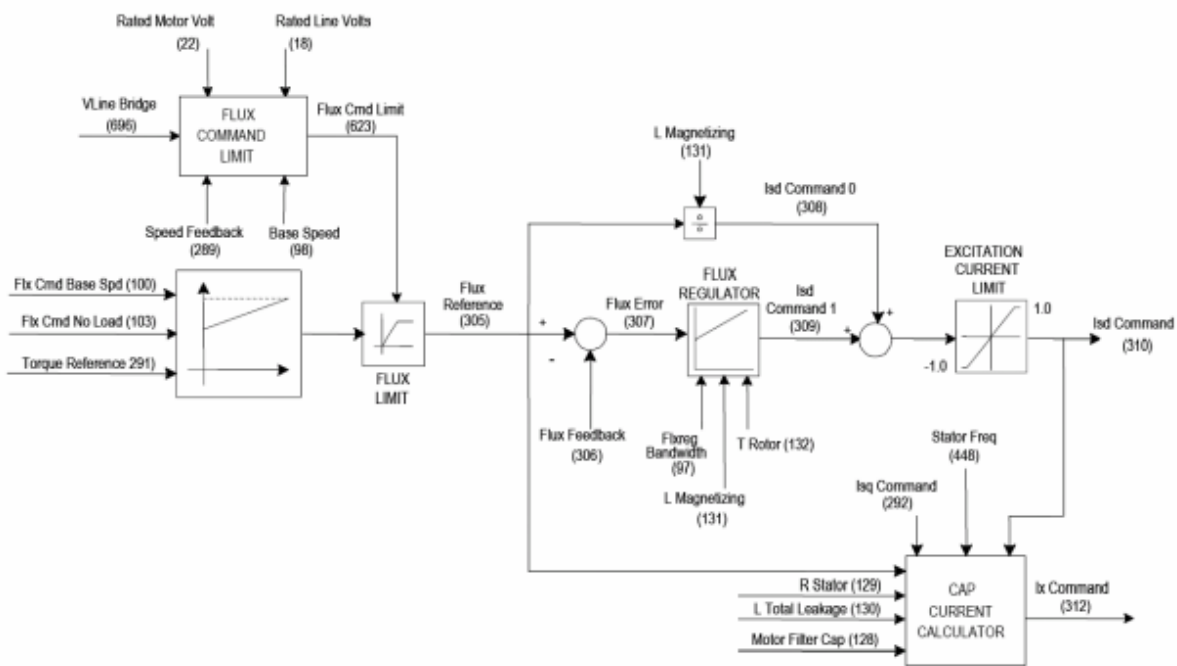 Rated Motor Volt
(22)
Rated Line Volts
(18)
VLine Bridge
(696)
FLUX
COMMAND
LIMIT
Flux Cmd Limit
(623)
Speed Feedback
(289)
Base Speed
(98)
L Magnetizing
(131)
Isd Command 0
(308)
Flx Cmd Base Spd (100)
Flx Cmd No Load (103)
Torque Reference 291)
FLUX
LIMIT
Flux
Reference
(305)
+
-
Flux Error
(307)
Flux Feedback
(306)
FLUX
REGULATOR
Isd
Command 1
(309)
+
+
Flxreg
Bandwidth
(97)
L Magnetizing
(131)
T Rotor (132)
EXCITATION
CURRENT
LIMIT
1.0
-1.0
Isd Command
(310)
Stator Freq
(448)
Isq Command
(292)
R Stator (129)
L Total Leakage (130)
Motor Filter Cap (128)
CAP
CURRENT
CALCULATOR
Ix Command
(312)